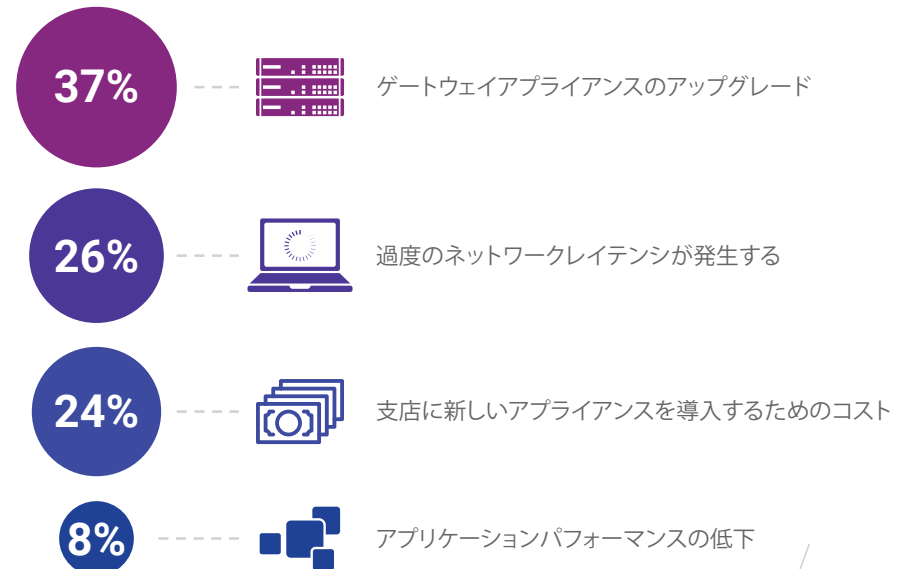 37%
ゲートウェイアプライアンスのアップグレード
26%
過度のネットワークレイテンシが発生する
24%
支店に新しいアプライアンスを導入するためのコスト
8%
アプリケーションパフォーマンスの低下